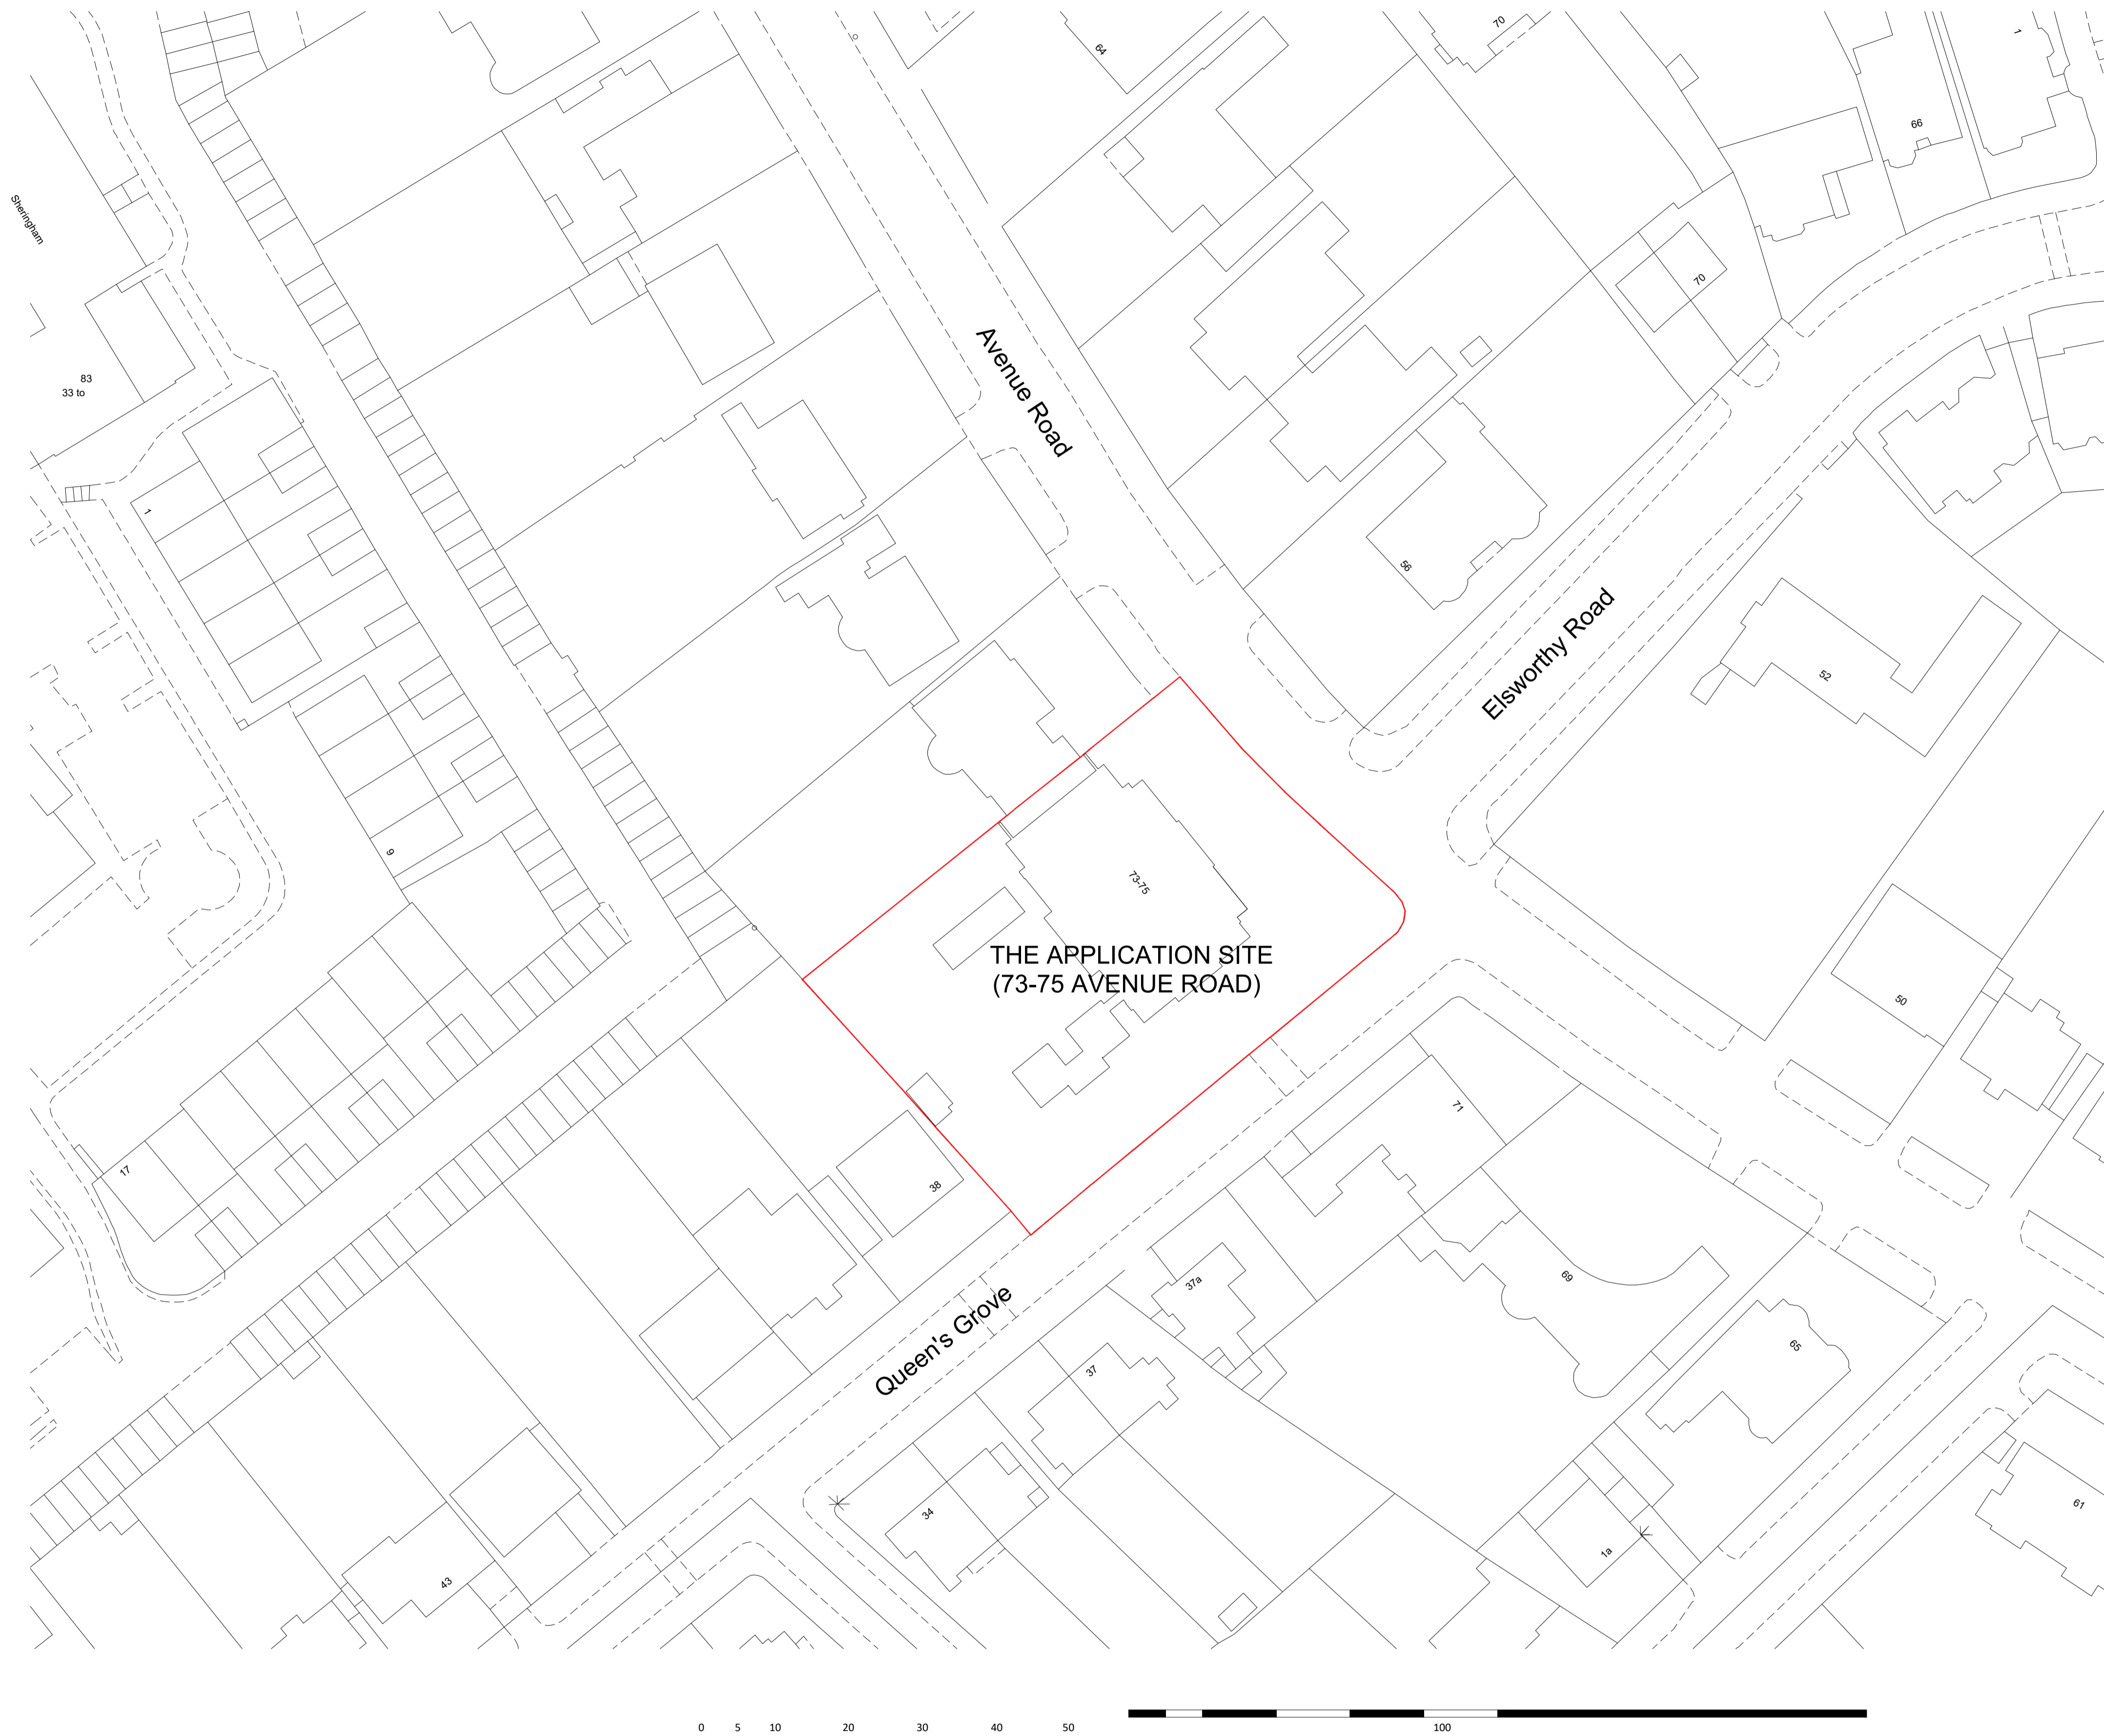 70
64
1
66
Sheringham
70
Avenue Road
83
33 to
1
56
Elsworthy Road
52
9
73-75
THE APPLICATION SITE
(73-75 AVENUE ROAD)
50
71
17
38
37a
69
Queen's Grove
65
37
34
61
1a
43
0 5 10 20 30 40 50 100